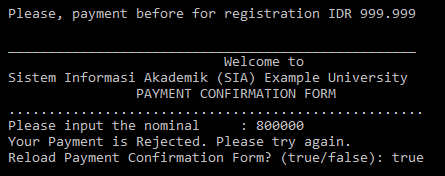 Please, payment before for registration IDR 999.999
____________________________________________________
Welcome to
Sistem Informasi Akademik (SIA) Example University
PAYMENT CONFIRMATION FORM
.....................................................
Please input the nominal : 800000
Your Payment is Rejected. Please try again.
Reload Payment Confirmation Form? (true/false): true